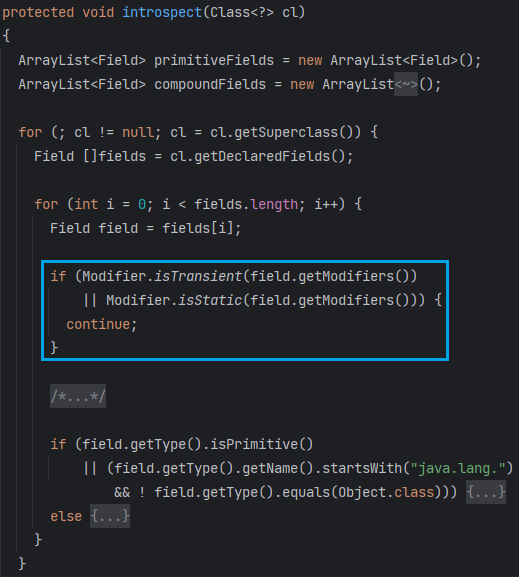 protected void introspect(Class<?> cl)
{
  ArrayList<Field> primitiveFields = new ArrayList<Field>();
  ArrayList<Field> compoundFields = new ArrayList<~>();
  for (; cl != null; cl = cl.getSuperclass()) {
    Field []fields = cl.getDeclaredFields();
    for (int i = 0; i < fields.length; i++) {
      Field field = fields[i];
      if (Modifier.isTransient(field.getModifiers())
          || Modifier.isStatic(field.getModifiers())) {
        continue;
      }
      /*...*/
      if (field.getType().isPrimitive()
          || (field.getType().getName().startsWith("java.lang.")
              && ! field.getType().equals(Object.class))) {...}
      else {...}
    }
  }